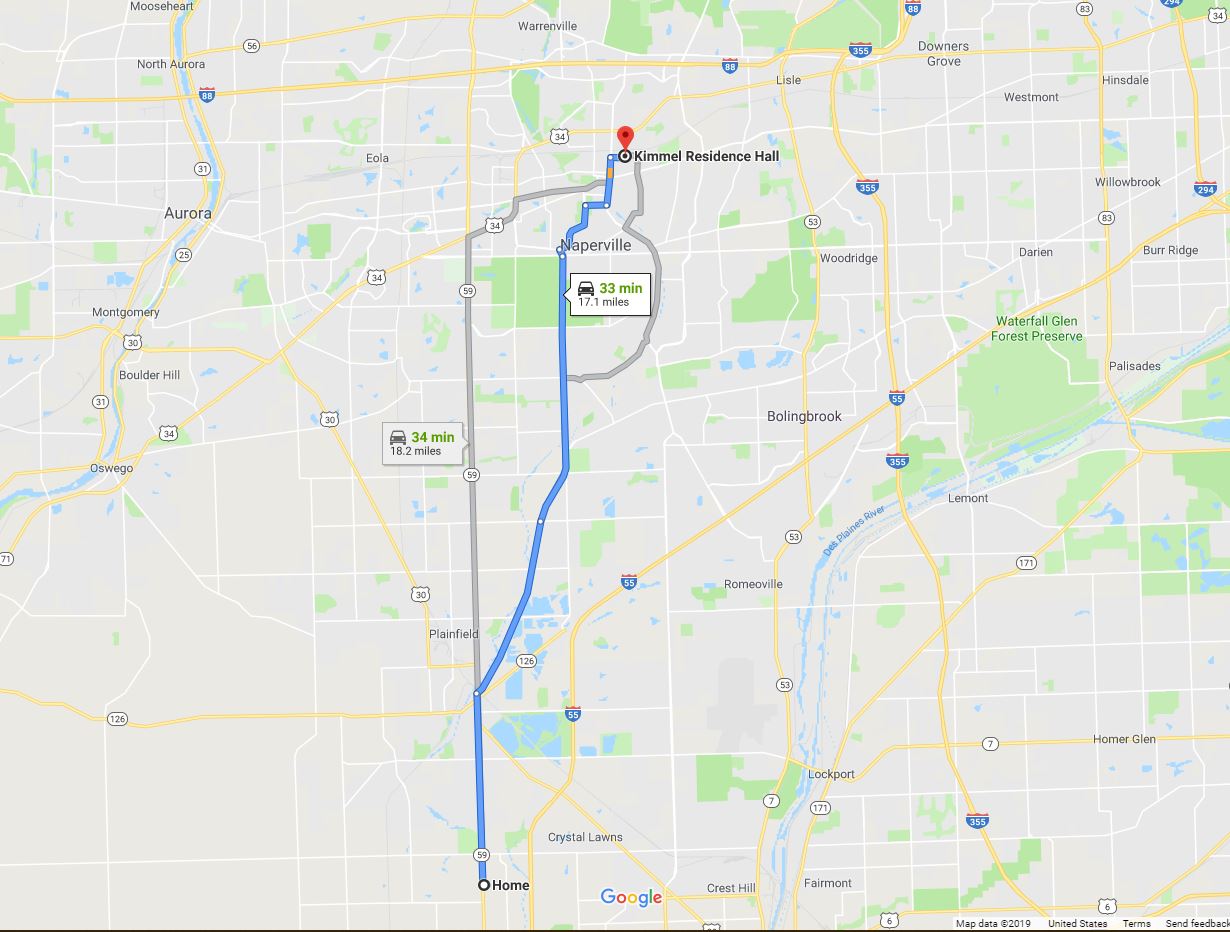 Mooseheart
Warrenville
88
83
294
34
56
North Aurora
355
Downers
Grove
88
Lisle
Hinsdale
88
Westmont
34
Kimmel Residence Hall
Eola
31
355
Willowbrook
294
Aurora
34
53
83
Naperville
25
Woodridge
Darien
Burr Ridge
34
59
33 min
17.1 miles
Montgomery
Waterfall Glen
Forest Preserve
30
Palisades
Boulder Hill
31
55
30
Bolingbrook
34
34 min
18.2 miles
355
Oswego
59
Lemont
Des Plaines River
53
71
171
55
Romeoville
30
Plainfield
126
53
126
55
7
Homer Glen
Lockport
7
171
355
Crystal Lawns
59
Home
Google
Crest Hill
Fairmont
6
6
Map data ©2019 United States Terms Send feedback